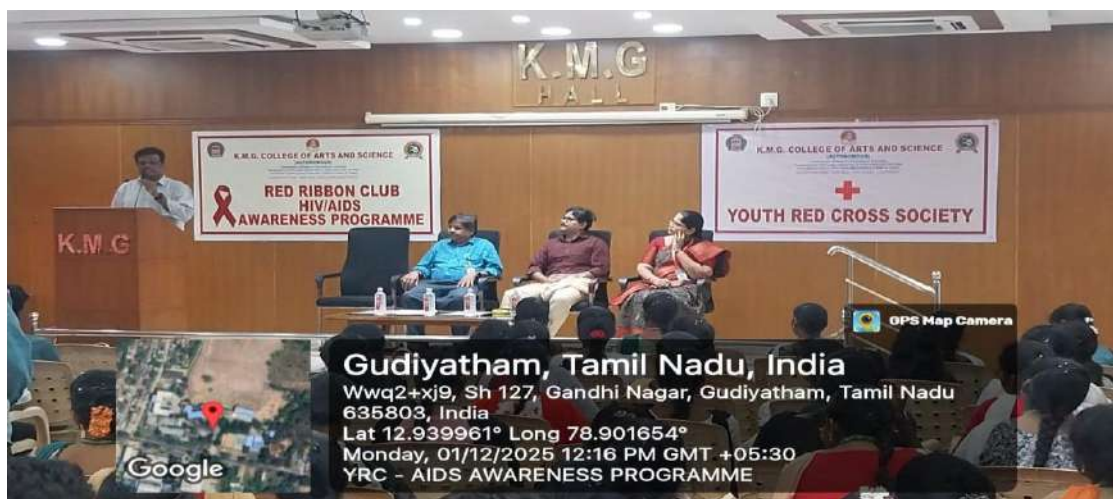 K.M.G
HALL
K.M.G. COLLEGE OF ARTS AND SCIENCE
(AUTONOMOUS)
RED RIBBON CLUB
HIV/AIDS
AWARENESS PROGRAMME
K.M.G. COLLEGE OF ARTS AND SCIENCE
(AUTONOMOUS)
YOUTH RED CROSS SOCIETY
K.M.G
GPS Map Camera
Gudiyatham, Tamil Nadu, India
Wwq2+xj9, Sh 127, Gandhi Nagar, Gudiyatham, Tamil Nadu
635803, India
Lat 12.939961° Long 78.901654°
Monday, 01/12/2025 12:16 PM GMT +05:30
YRC - AIDS AWARENESS PROGRAMME
Google